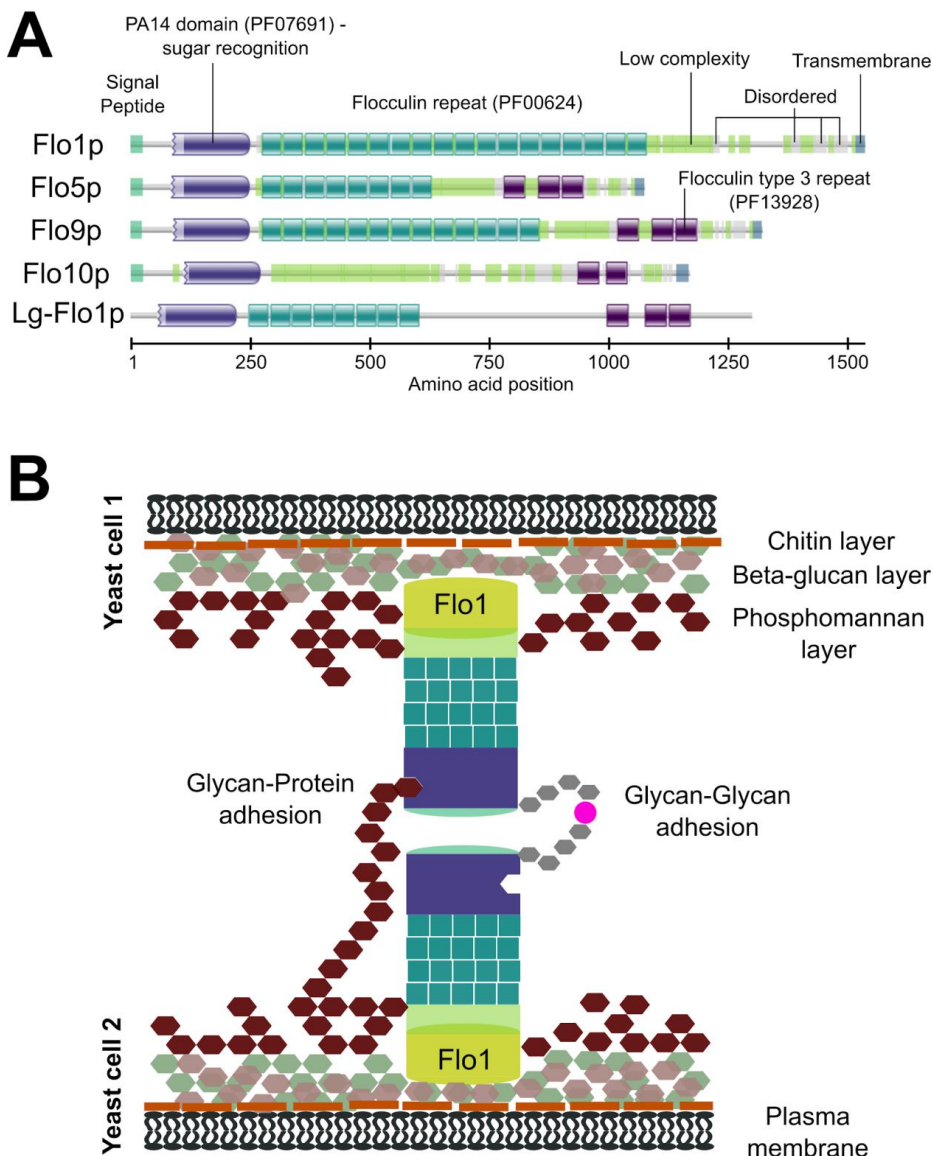 A
PA14 domain (PF07691) -
sugar recognition
Signal
Peptide
Flocculin repeat (PF00624)
Low complexity
Transmembrane
Disordered
Flo1p
Flo5p
Flocculin type 3 repeat
(PF13928)
Flo9p
Flo10p
Lg-Flo1p
1 250 500 750 1000 1250 1500
Amino acid position
B
Yeast cell 1
Chitin layer
Beta-glucan layer
Flo1
Phosphomannan
layer
Glycan-Protein
adhesion
Glycan-Glycan
adhesion
Yeast cell 2
Flo1
Plasma
membrane